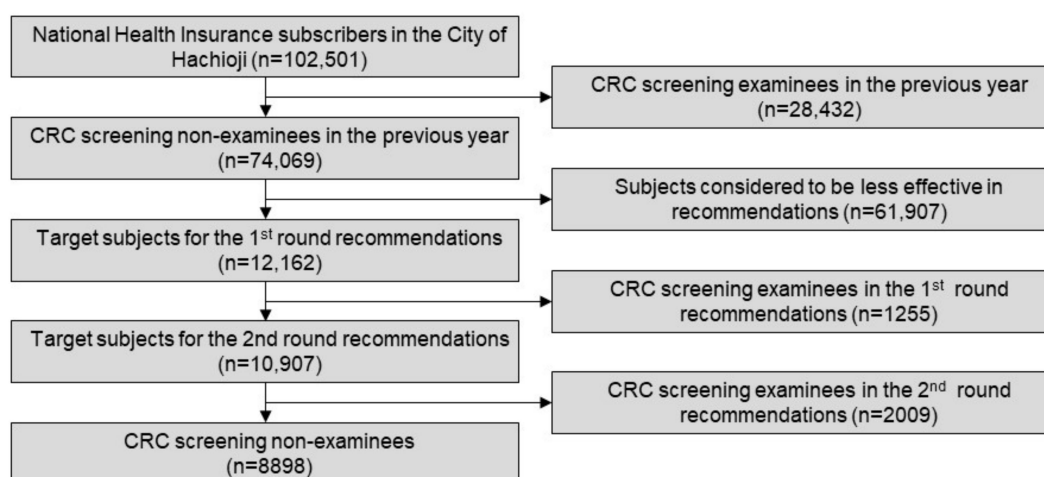 National Health Insurance subscribers in the City of
Hachioji (n=102,501)
CRC screening examinees in the previous year
(n=28,432)
CRC screening non-examinees in the previous year
(n=74,069)
Subjects considered to be less effective in
recommendations (n=61,907)
Target subjects for the 1st round recommendations
(n=12,162)
CRC screening examinees in the 1st round
recommendations (n=1255)
Target subjects for the 2nd round recommendations
(n=10,907)
CRC screening examinees in the 2nd round
recommendations (n=2009)
CRC screening non-examinees
(n=8898)